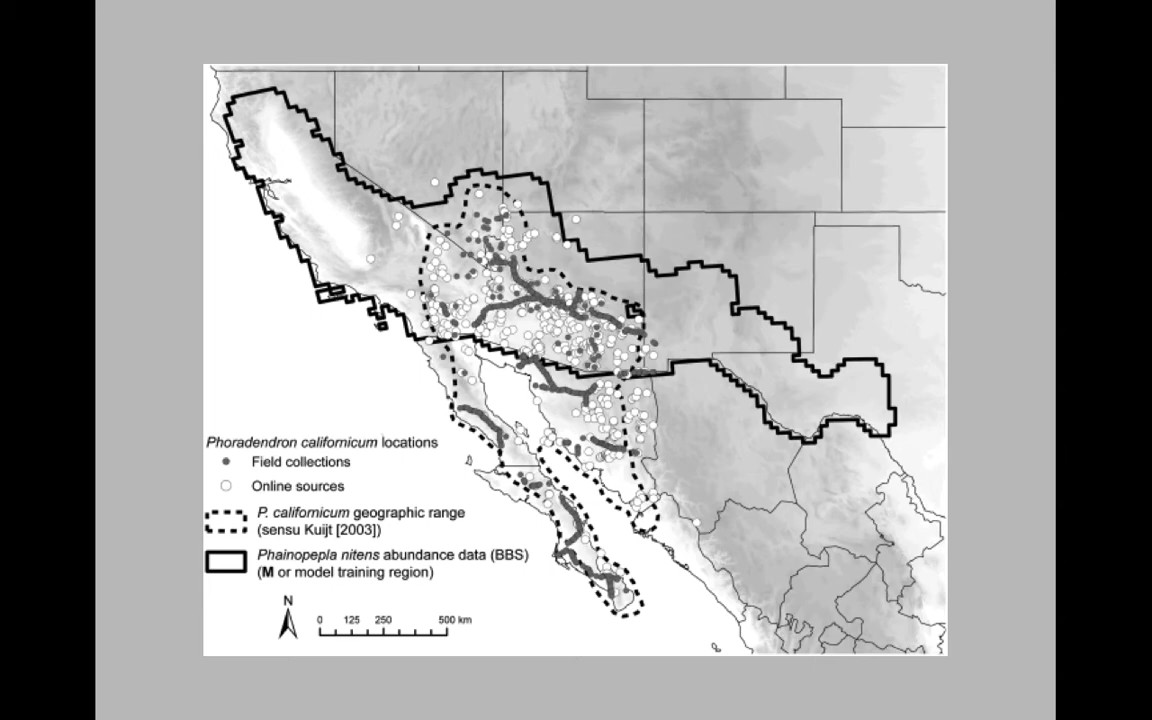 Phoradendron californicum locations
Field collections
Online sources
P. californicum geographic range
(sensu Kuijt [2003])
Phainopepla nitens abundance data (BBS)
(M or model training region)
N
0 125 250 500 km